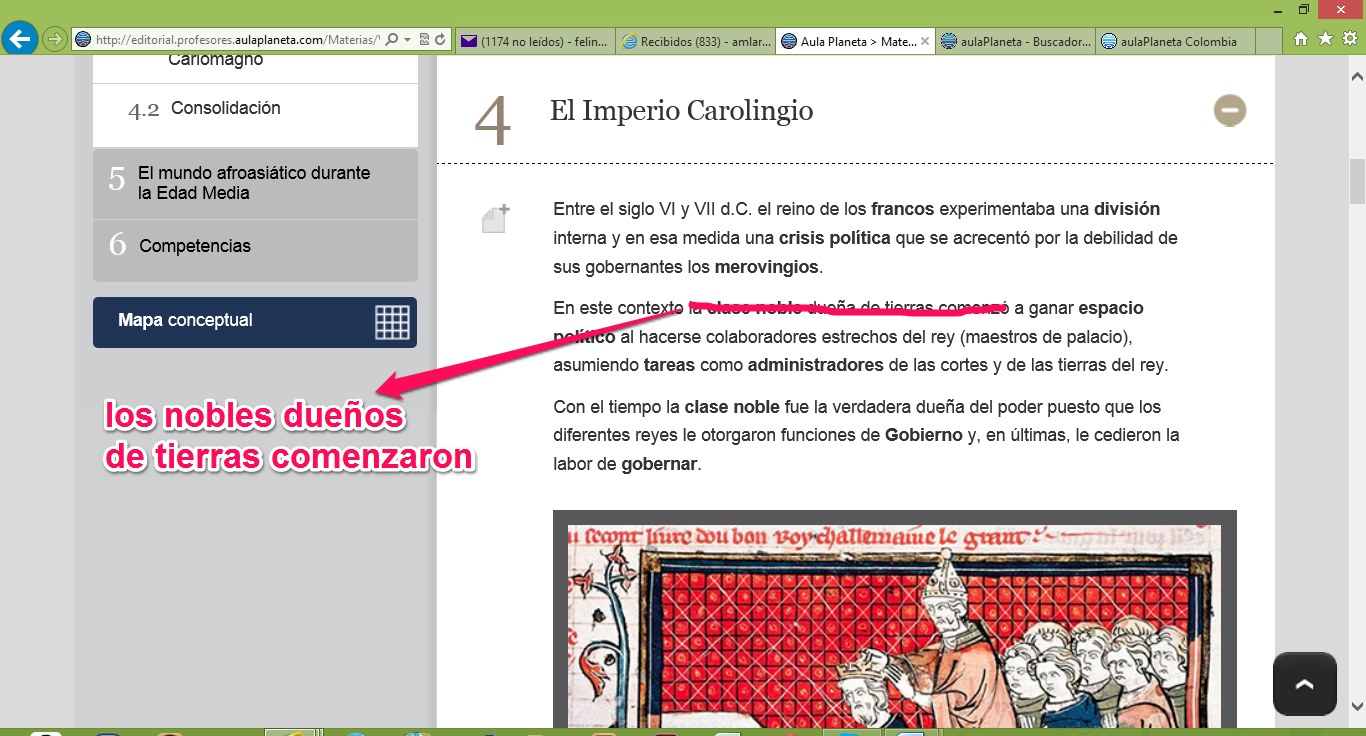 http://editorial.profesores.aulaplaneta.com/Materias/
(1174 no leídos) - felin...
Recibidos (833) - amlar...
Aula Planeta > Mate...
aulaPlaneta - Buscador...
aulaPlaneta Colombia
Carlomagno
4.2 Consolidación
5 El mundo afroasiático durante
la Edad Media
6 Competencias
Mapa conceptual
los nobles dueños
de tierras comenzaron
4 El Imperio Carolingio
Entre el siglo VI y VII d.C. el reino de los francos experimentaba una división
interna y en esa medida una crisis política que se acrecentó por la debilidad de
sus gobernantes los merovingios.
En este contexto la clase noble dueña de tierras comenzó a ganar espacio
político al hacerse colaboradores estrechos del rey (maestros de palacio),
asumiendo tareas como administradores de las cortes y de las tierras del rey.
Con el tiempo la clase noble fue la verdadera dueña del poder puesto que los
diferentes reyes le otorgaron funciones de Gobierno y, en últimas, le cedieron la
labor de gobernar.